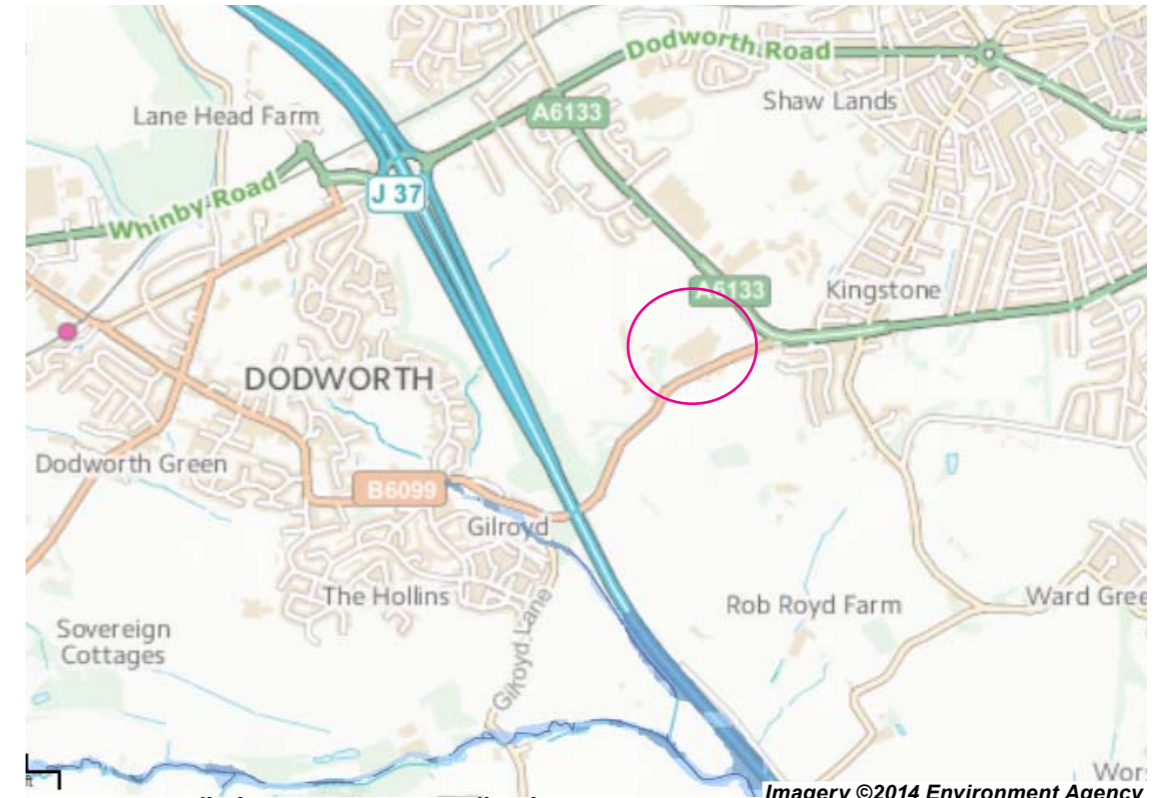 Dodworth Road
Shaw Lands
Lane Head Farm
A6133
Whinby Road
J 37
A6133
Kingstone
DODWORTH
Dodworth Green
B6099
Gilroyd
The Hollins
Rob Royd Farm
Ward Gree
Sovereign
Cottages
Gilroyd Lane
Wors
Imagery ©2014 Environment Agency